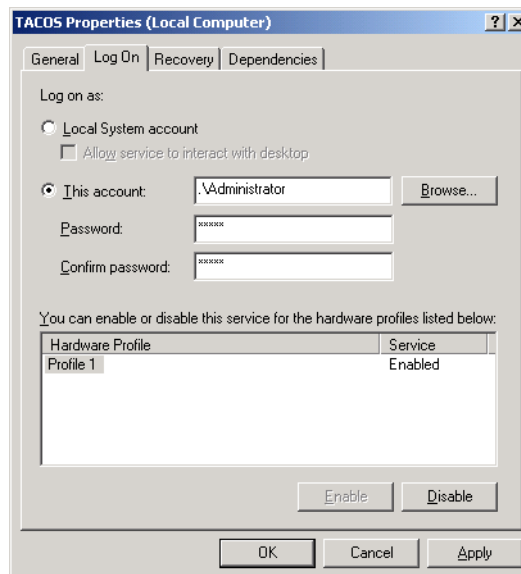 TACOS Properties (Local Computer)
General Log On Recovery Dependencies
Log on as:
Local System account
Allow service to interact with desktop
This account: .\Administrator Browse...
Password: *****
Confirm password: *****
You can enable or disable this service for the hardware profiles listed below:
Hardware Profile Service
Profile 1 Enabled
Enable Disable
OK Cancel Apply